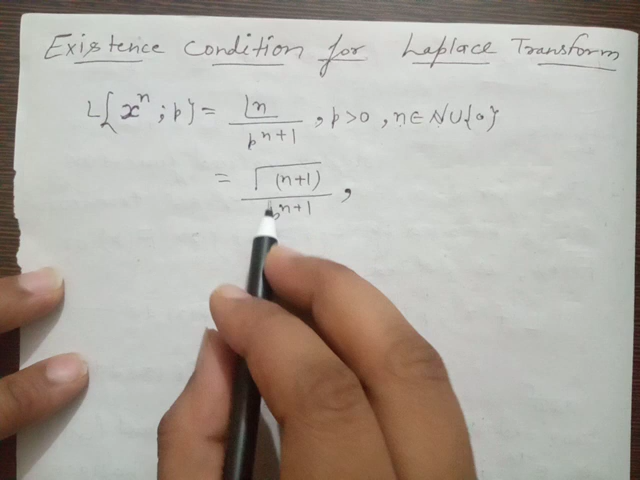 Existence Condition for Laplace Transform
L{x^n ; p} = ⌊n / p^{n+1} , p>0 , n∈N∪{0}
= Γ(n+1) / p^{n+1} ,